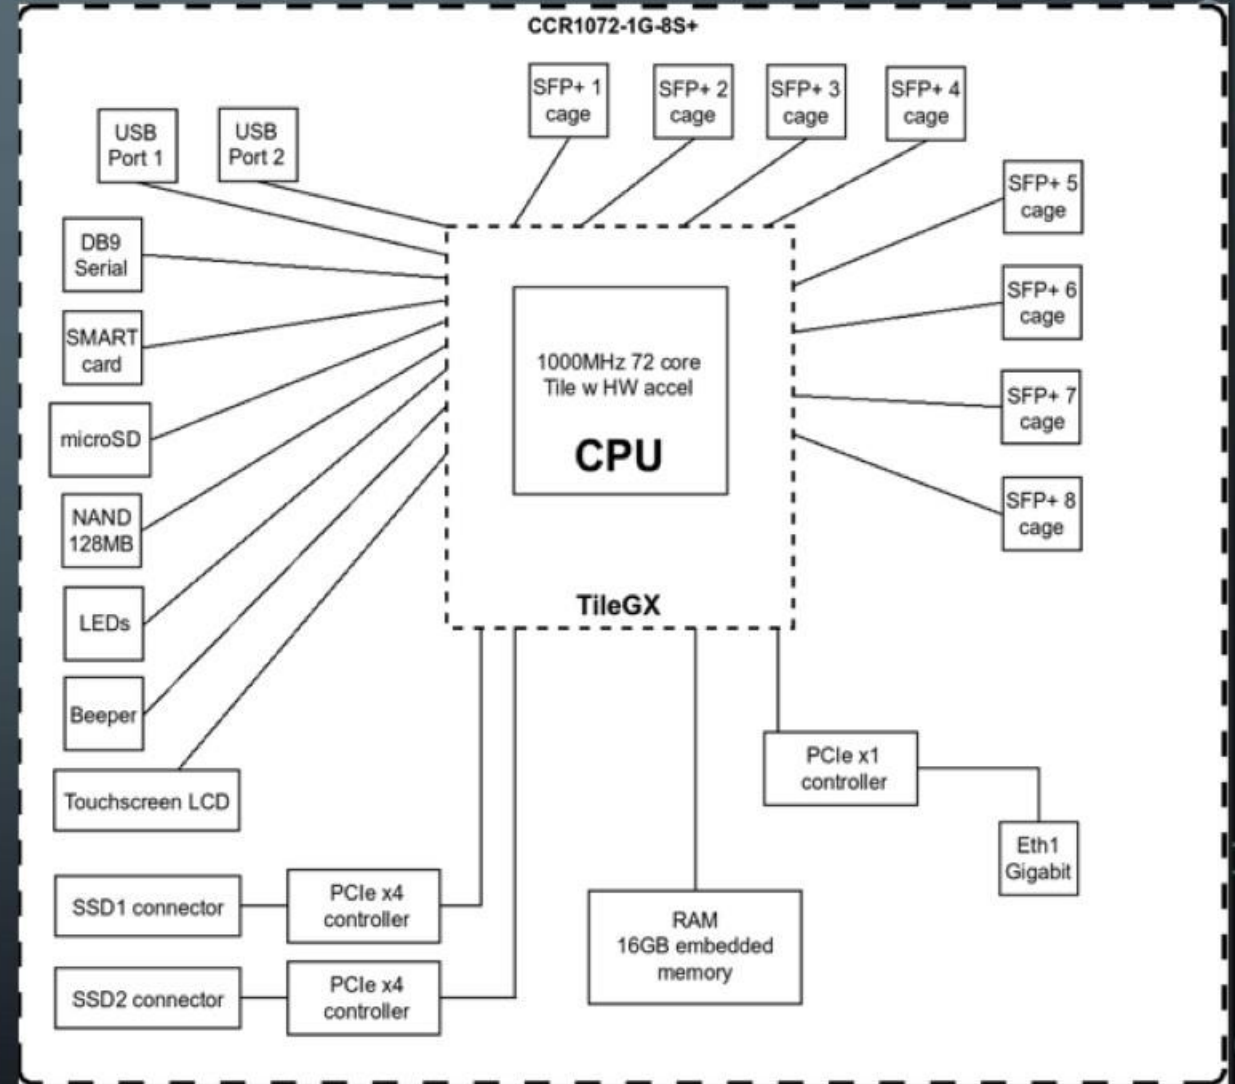 CCR1072-1G-8S+
SFP+ 1
cage
SFP+ 2
cage
SFP+ 3
cage
SFP+ 4
cage
USB
Port 1
USB
Port 2
SFP+ 5
cage
DB9
Serial
SFP+ 6
cage
SMART
card
1000MHz 72 core
Tile w HW accel
CPU
SFP+ 7
cage
microSD
SFP+ 8
cage
NAND
128MB
TileGX
LEDs
Beeper
PCIe x1
controller
Touchscreen LCD
Eth1
Gigabit
SSD1 connector
PCIe x4
controller
RAM
16GB embedded
memory
SSD2 connector
PCIe x4
controller